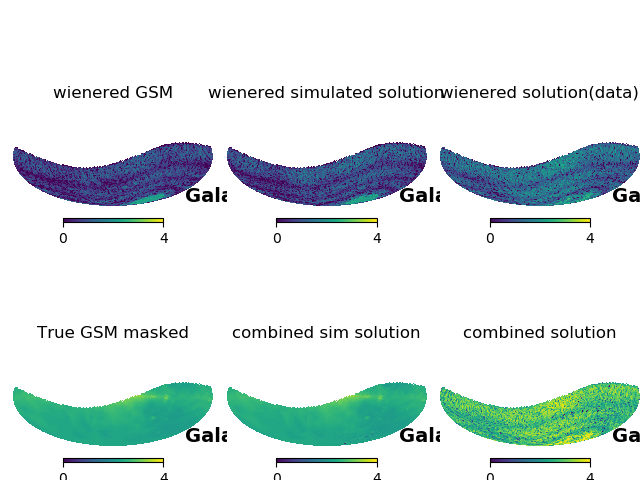 wienered GSM
wienered simulated solution
wienered solution(data)
Gala
Gala
Ga
0 4
0 4
0 4
True GSM masked
combined sim solution
combined solution
Gala
Gala
Ga
0 4
0 4
0 4